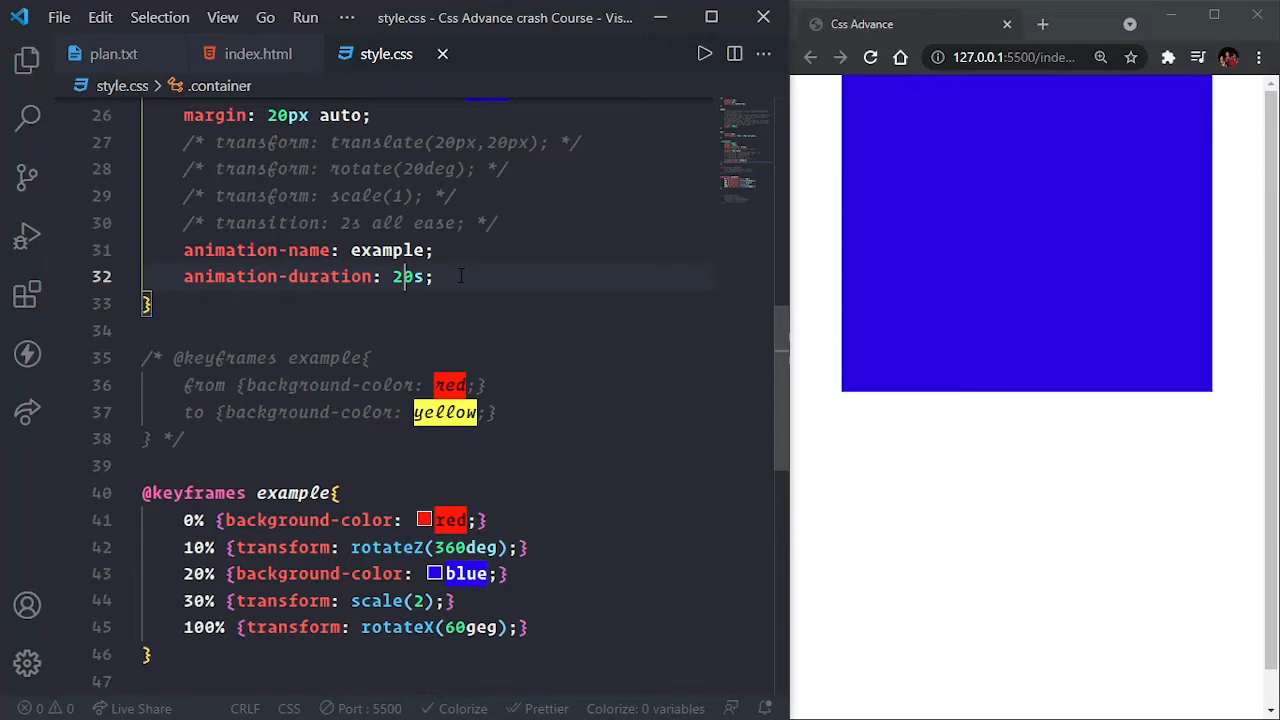 File Edit Selection View Go Run ··· style.css - Css Advance crash Course - Vis...
plan.txt index.html style.css
style.css > .container
26 margin: 20px auto;
27 /* transform: translate(20px,20px); */
28 /* transform: rotate(20deg); */
29 /* transform: scale(1); */
30 /* transition: 2s all ease; */
31 animation-name: example;
32 animation-duration: 20s;
33 }
34
35 /* @keyframes example{
36 from {background-color: red;}
37 to {background-color: yellow;}
38 } */
39
40 @keyframes example{
41 0% {background-color: red;}
42 10% {transform: rotateZ(360deg);}
43 20% {background-color: blue;}
44 30% {transform: scale(2);}
45 100% {transform: rotateX(60geg);}
46 }
47
0 0 Live Share CRLF CSS Port : 5500 Colorize Prettier Colorize: 0 variables
Css Advance
127.0.0.1:5500/inde...